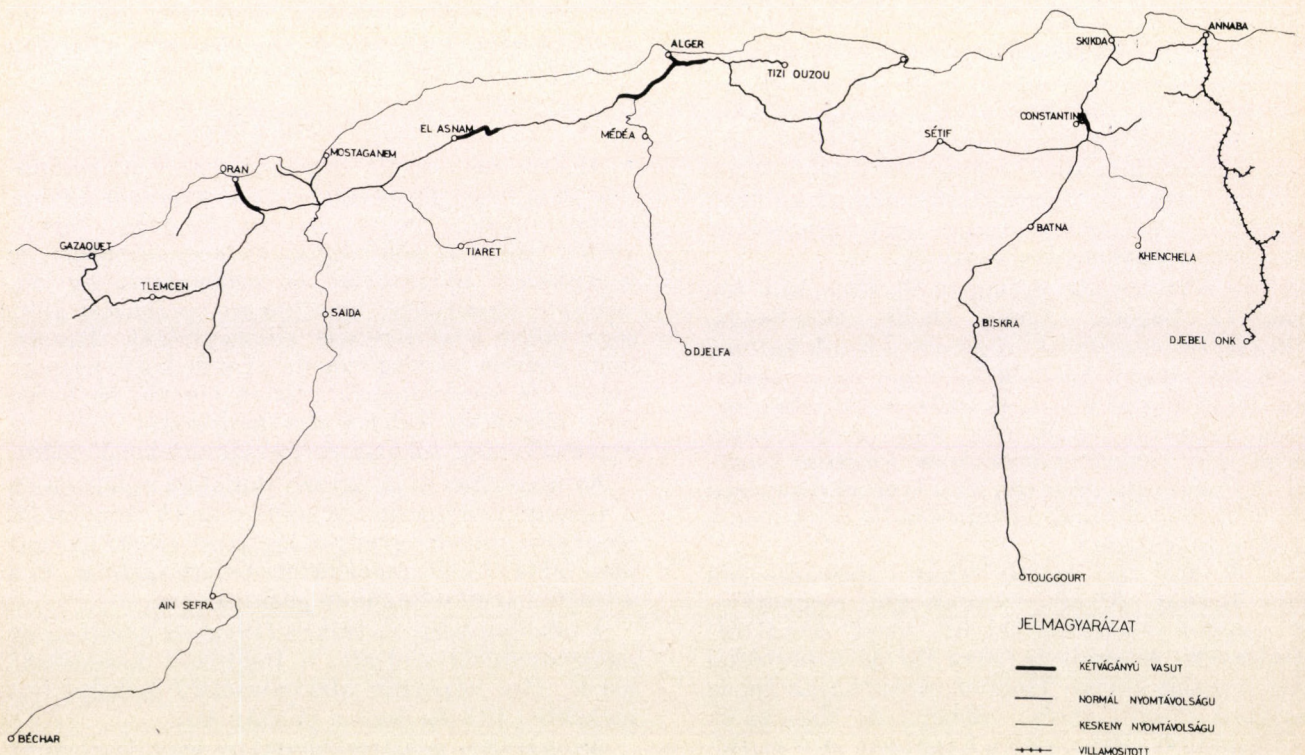 ANNABA
SKIKDA
ALGER
TIZI OUZOU
CONSTANTIN
EL ASNAM
MÉDÉA
SÉTIF
MOSTAGANEM
ORAN
BATNA
GAZAOUET
TIARET
KHENCHELA
TLEMCEN
SAIDA
BISKRA
DJEBEL ONK
DJELFA
TOUGGOURT
AIN SEFRA
BÉCHAR
JELMAGYARÁZAT
KÉTVÁGÁNYÚ VASUT
NORMÁL NYOMTÁVOLSÁGU
KESKENY NYOMTÁVOLSÁGU
VILLAMOSITOTT